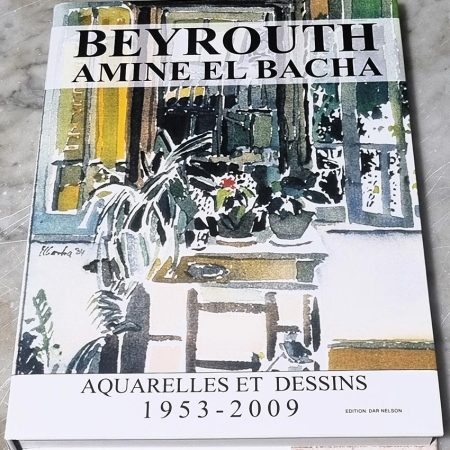 BEYROUTH
AMINE EL BACHA
AQUARELLES ET DESSINS
1953-2009
EDITION: DAR NELSON